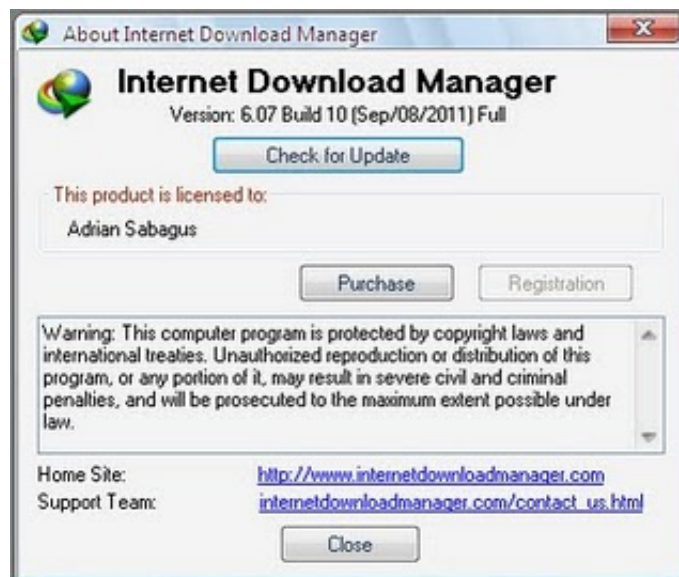 About Internet Download Manager
Internet Download Manager
Version: 6.07 Build 10 (Sep/08/2011) Full
Check for Update
This product is licensed to:
Adrian Sabagus
Purchase
Registration
Warning: This computer program is protected by copyright laws and
international treaties. Unauthorized reproduction or distribution of this
program, or any portion of it, may result in severe civil and criminal
penalties, and will be prosecuted to the maximum extent possible under
law.
Home Site: http://www.internetdownloadmanager.com
Support Team: internetdownloadmanager.com/contact_us.html
Close